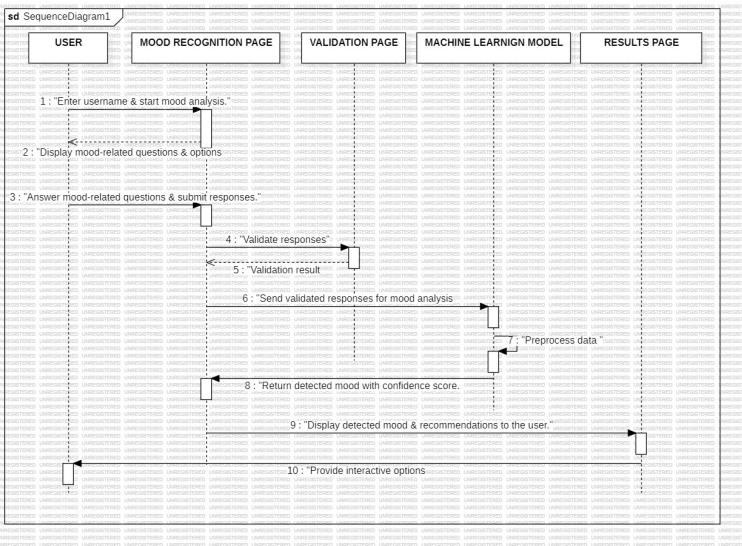 sd SequenceDiagram1
USER
MOOD RECOGNITION PAGE
VALIDATION PAGE
MACHINE LEARNIGN MODEL
RESULTS PAGE
1 : "Enter username & start mood analysis."
2 : "Display mood-related questions & options
3 : "Answer mood-related questions & submit responses."
4 : "Validate responses"
5 : "Validation result
6 : "Send validated responses for mood analysis
7 : "Preprocess data "
8 : "Return detected mood with confidence score.
9 : "Display detected mood & recommendations to the user."
10 : "Provide interactive options
UNREGISTERED